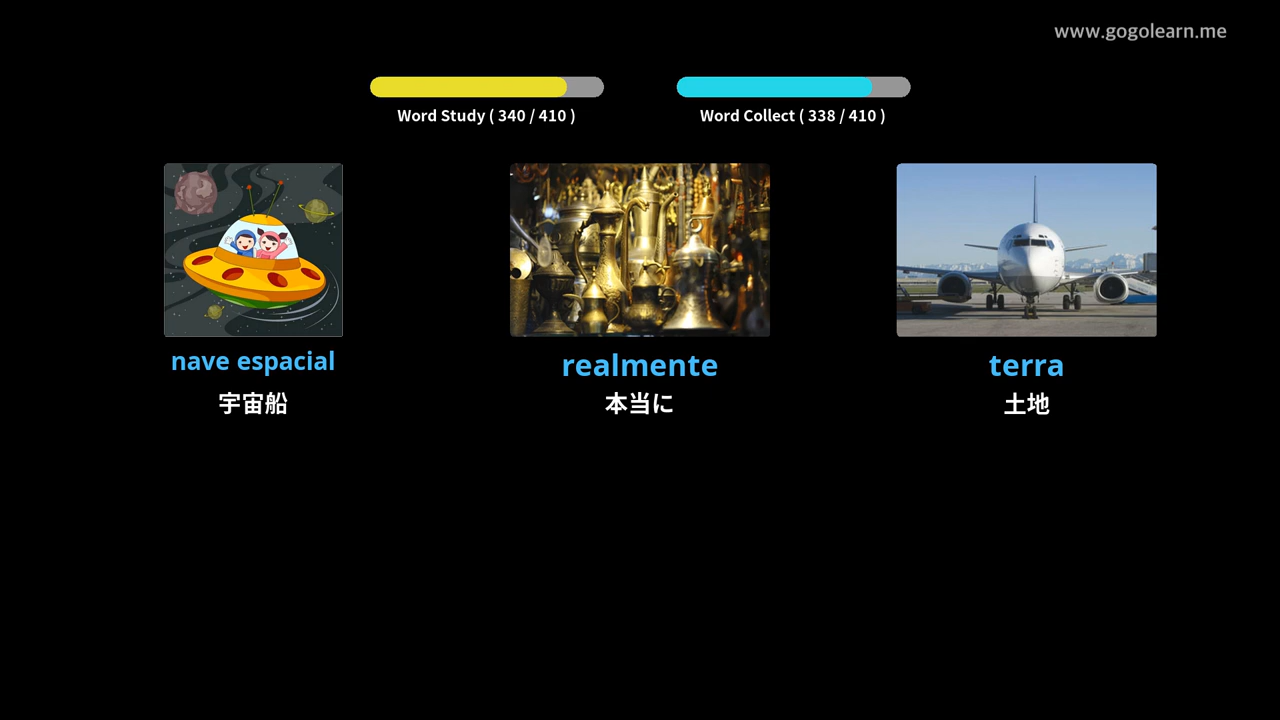 www.gogolearn.me
Word Study ( 340 / 410 )
Word Collect ( 338 / 410 )
nave espacial
宇宙船
realmente
本当に
terra
土地